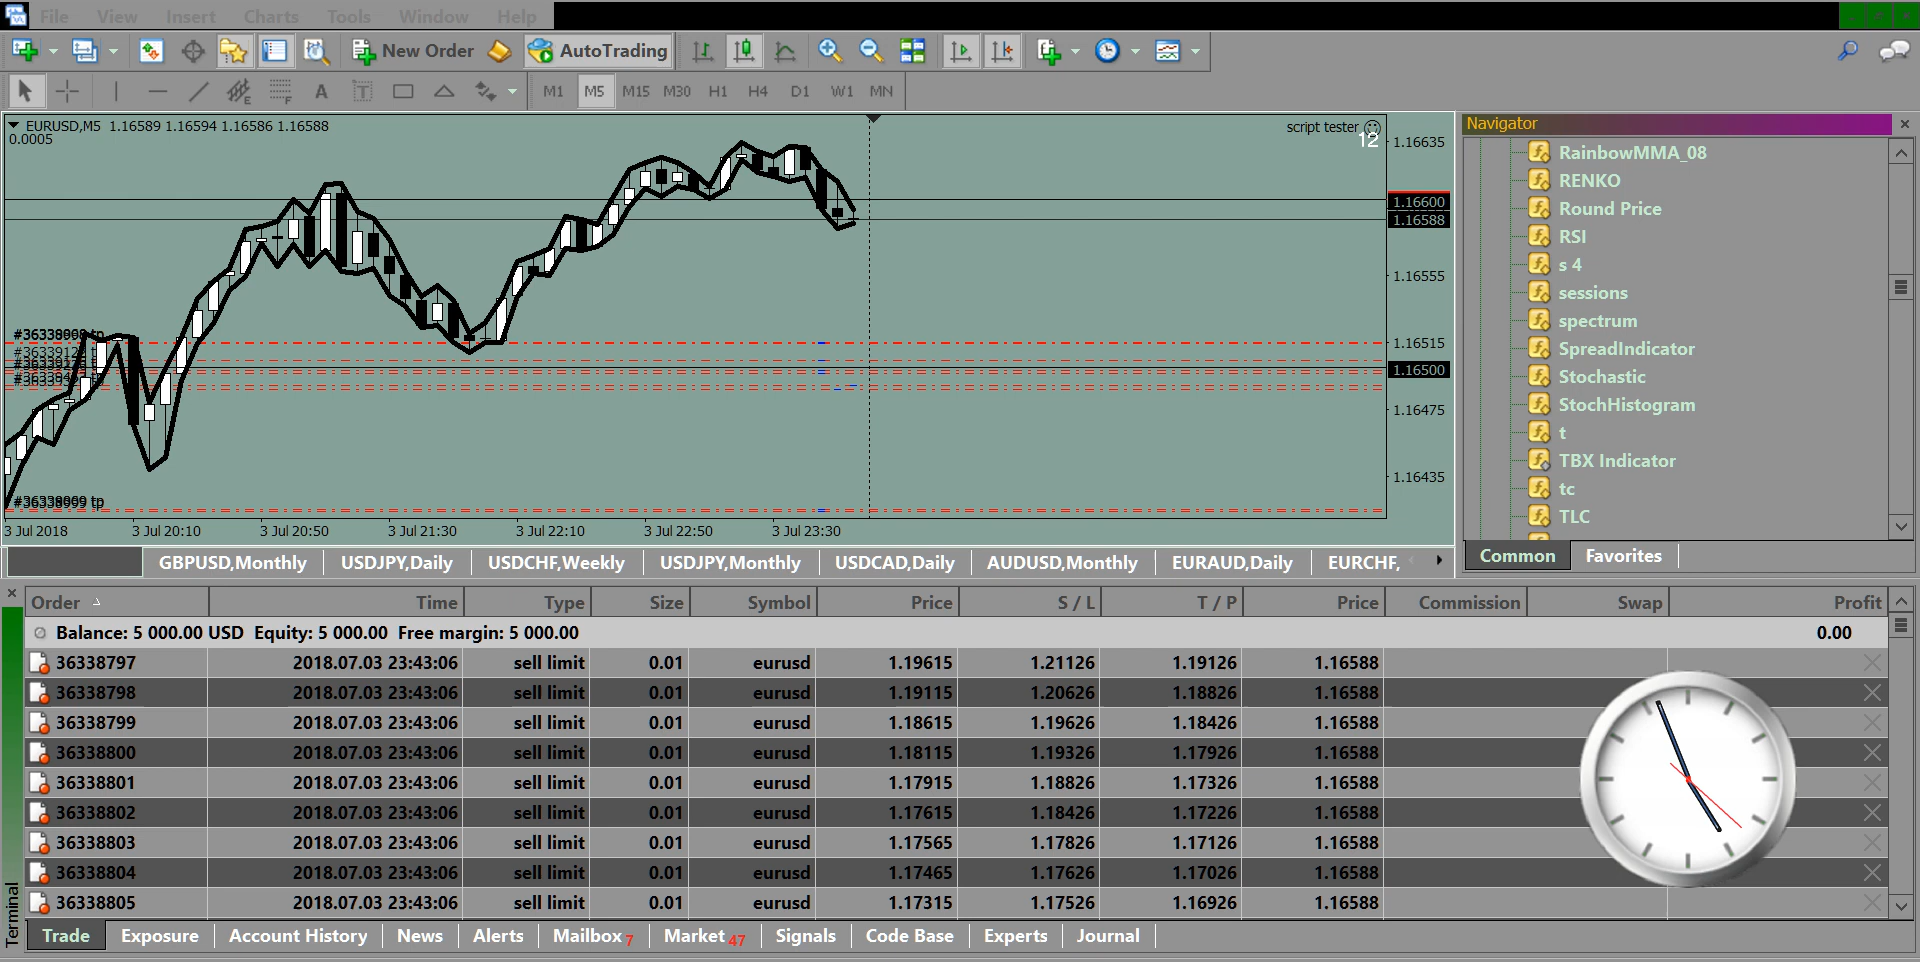 File View Insert Charts Tools Window Help
New Order AutoTrading
A T M1 M5 M15 M30 H1 H4 D1 W1 MN
EURUSD,M5 1.16589 1.16594 1.16586 1.16588
0.0005
script tester
12
1.16635
1.16600
1.16588
1.16555
1.16515
1.16500
1.16475
1.16435
3 Jul 2018 3 Jul 20:10 3 Jul 20:50 3 Jul 21:30 3 Jul 22:10 3 Jul 22:50 3 Jul 23:30
Navigator
RainbowMMA_08
RENKO
Round Price
RSI
s 4
sessions
spectrum
SpreadIndicator
Stochastic
StochHistogram
t
TBX Indicator
tc
TLC
Common Favorites
GBPUSD,Monthly USDJPY,Daily USDCHF,Weekly USDJPY,Monthly USDCAD,Daily AUDUSD,Monthly EURAUD,Daily EURCHF,
Order Time Type Size Symbol Price S / L T / P Price Commission Swap Profit
Balance: 5 000.00 USD Equity: 5 000.00 Free margin: 5 000.00 0.00
36338797 2018.07.03 23:43:06 sell limit 0.01 eurusd 1.19615 1.21126 1.19126 1.16588
36338798 2018.07.03 23:43:06 sell limit 0.01 eurusd 1.19115 1.20626 1.18826 1.16588
36338799 2018.07.03 23:43:06 sell limit 0.01 eurusd 1.18615 1.19626 1.18426 1.16588
36338800 2018.07.03 23:43:06 sell limit 0.01 eurusd 1.18115 1.19326 1.17926 1.16588
36338801 2018.07.03 23:43:06 sell limit 0.01 eurusd 1.17915 1.18826 1.17326 1.16588
36338802 2018.07.03 23:43:06 sell limit 0.01 eurusd 1.17615 1.18426 1.17226 1.16588
36338803 2018.07.03 23:43:06 sell limit 0.01 eurusd 1.17565 1.17826 1.17126 1.16588
36338804 2018.07.03 23:43:06 sell limit 0.01 eurusd 1.17465 1.17626 1.17026 1.16588
36338805 2018.07.03 23:43:06 sell limit 0.01 eurusd 1.17315 1.17526 1.16926 1.16588
Terminal
Trade Exposure Account History News Alerts Mailbox 7 Market 47 Signals Code Base Experts Journal